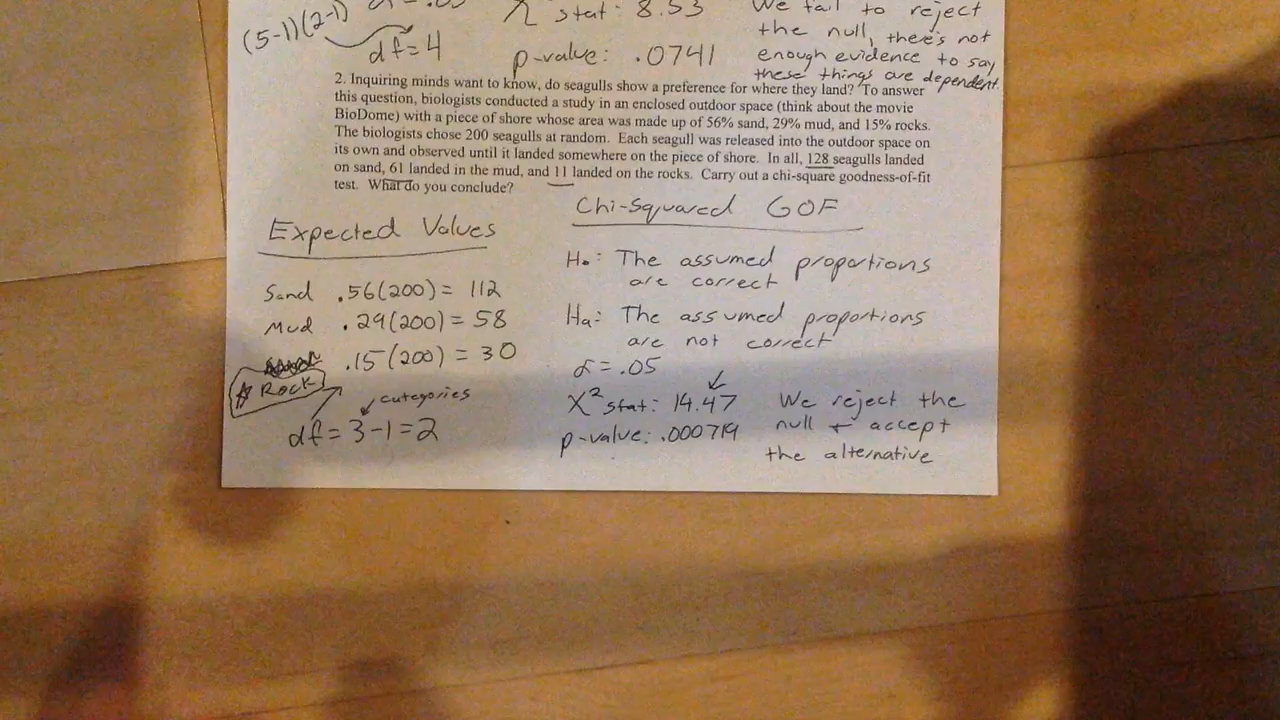 (5-1)(2-1)
df=4
stat: 8.53
p-value: .0741
We fail to reject
the null, there's not
enough evidence to say
these things are dependent.
2. Inquiring minds want to know, do seagulls show a preference for where they land? To answer
this question, biologists conducted a study in an enclosed outdoor space (think about the movie
BioDome) with a piece of shore whose area was made up of 56% sand, 29% mud, and 15% rocks.
The biologists chose 200 seagulls at random. Each seagull was released into the outdoor space on
its own and observed until it landed somewhere on the piece of shore. In all, 128 seagulls landed
on sand, 61 landed in the mud, and 11 landed on the rocks. Carry out a chi-square goodness-of-fit
test. What do you conclude?
Expected Values
Sand .56(200) = 112
Mud .29(200) = 58
.15(200) = 30
Rock
categories
df = 3-1 = 2
Chi-Squared GOF
H₀: The assumed proportions
are correct
Ha: The assumed proportions
are not correct
α = .05
X² stat: 14.47
p-value: .000719
We reject the
null + accept
the alternative